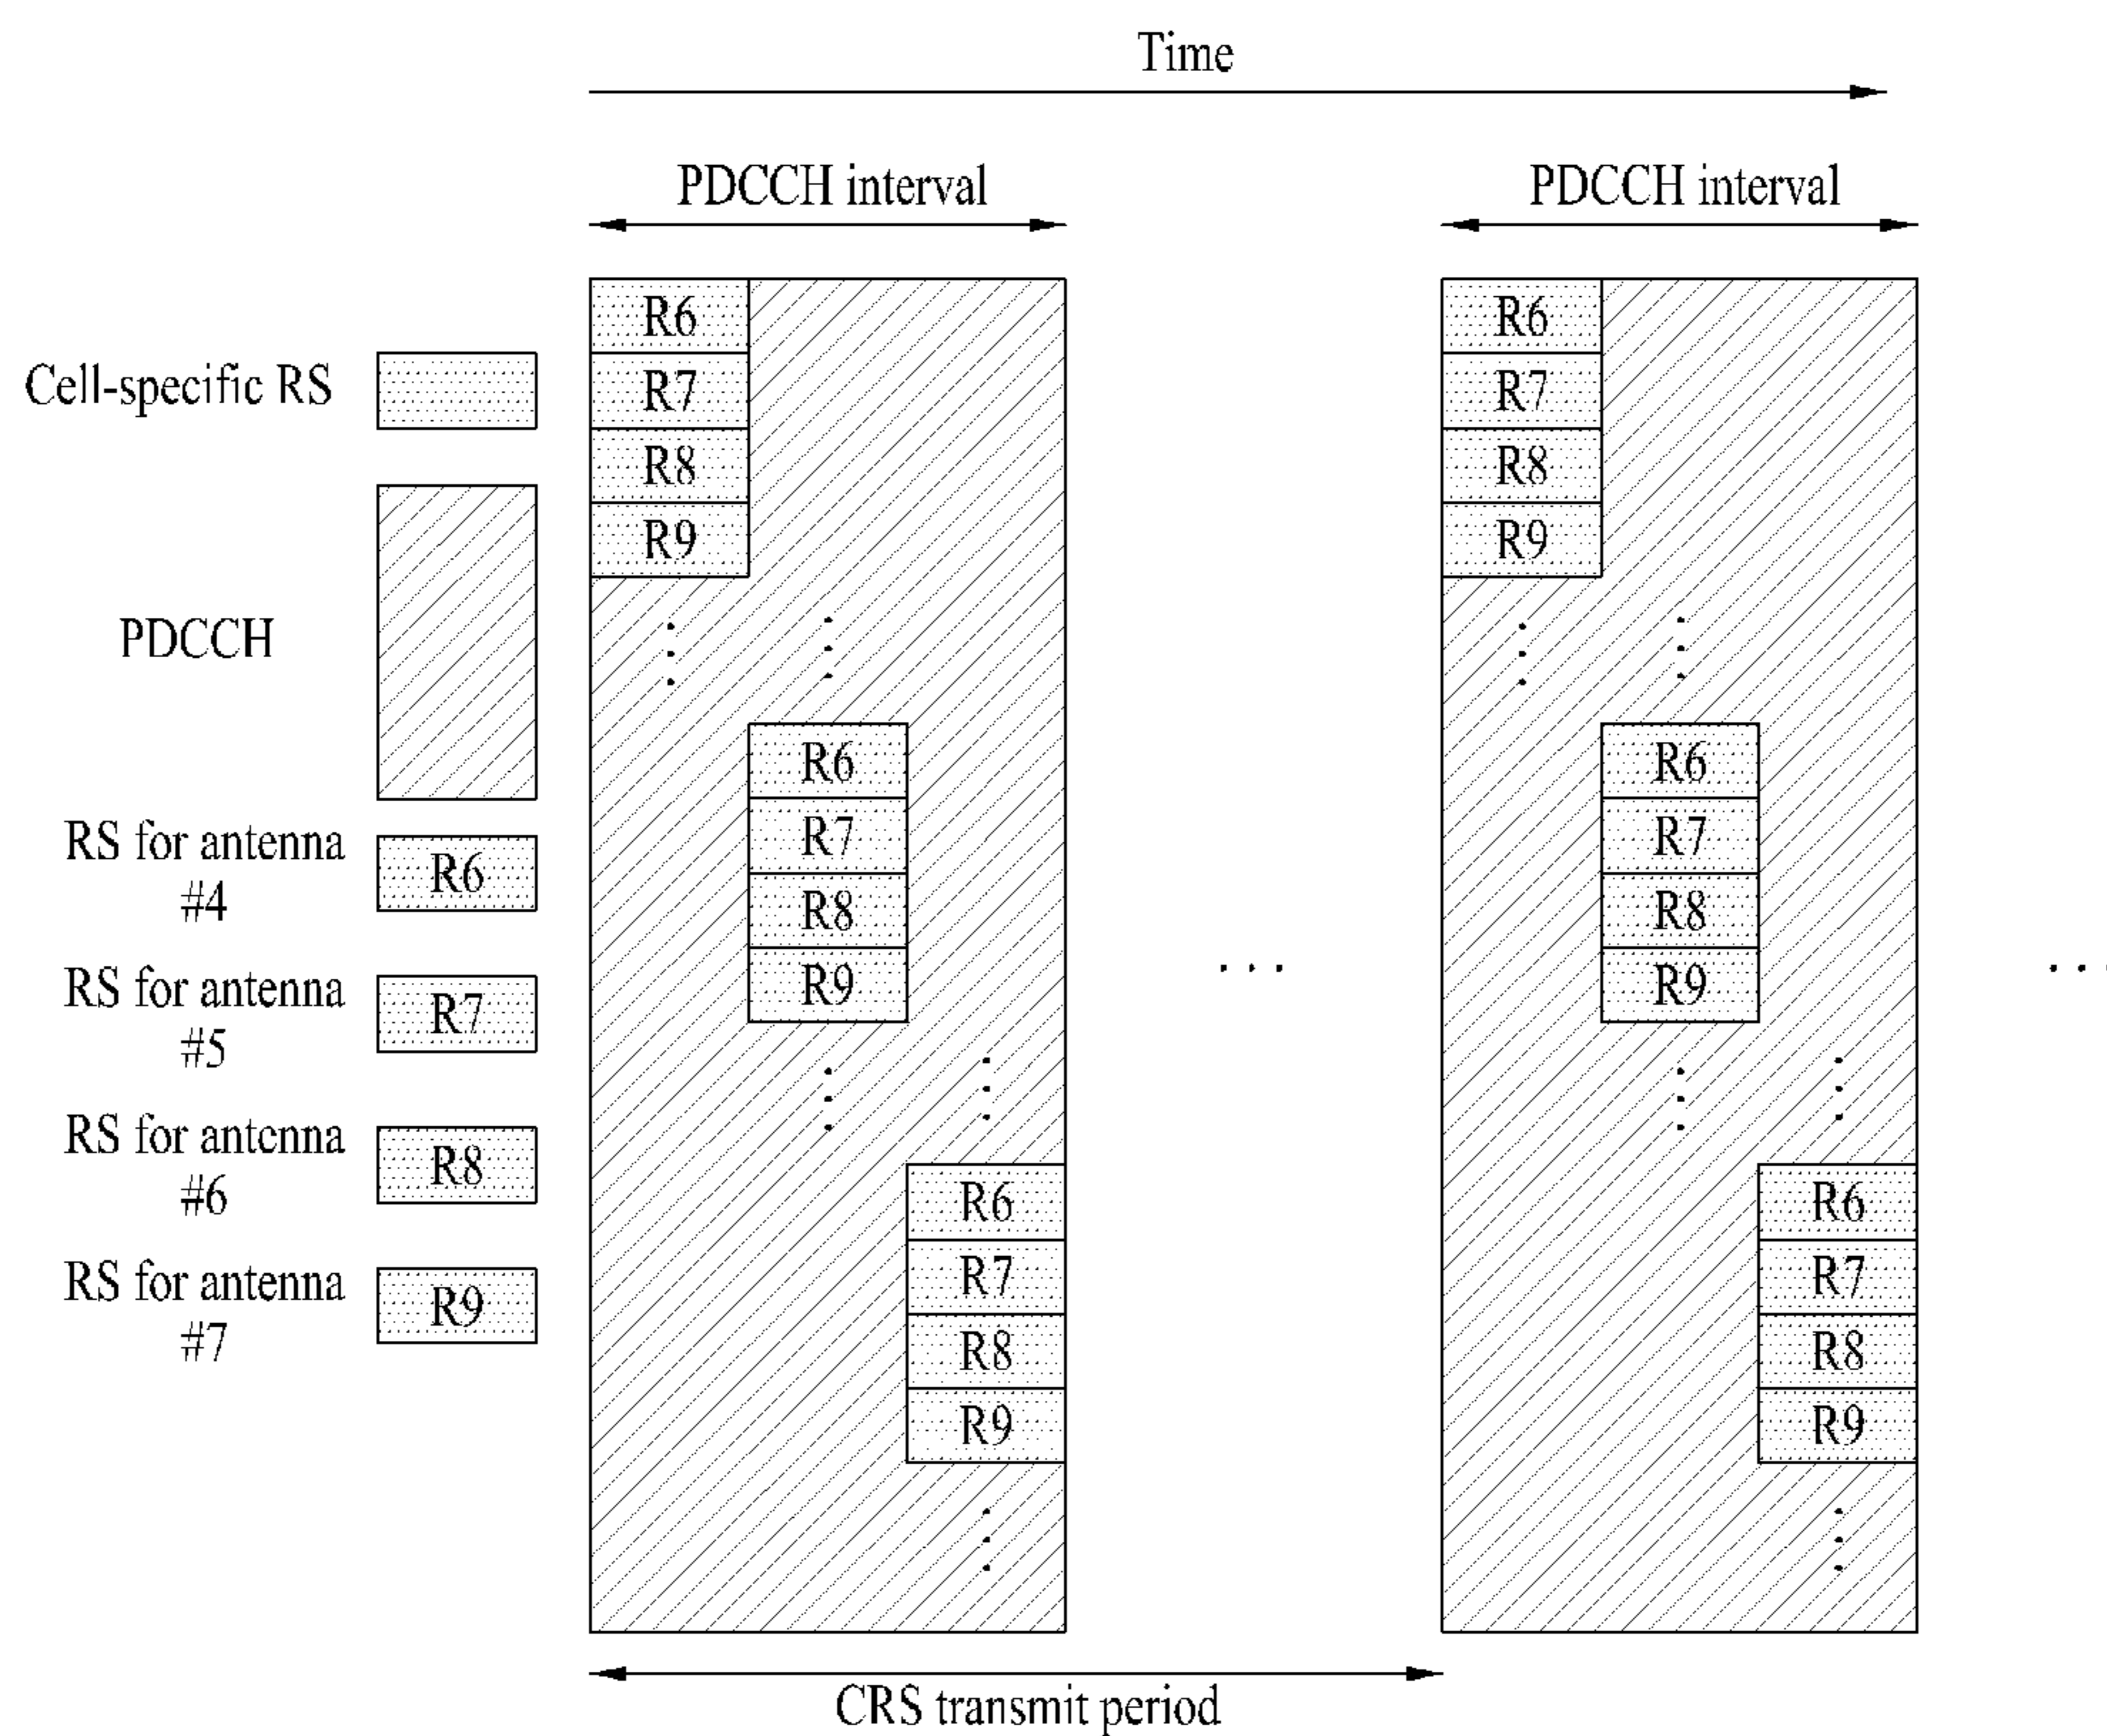 Time
PDCCH interval
PDCCH interval
Cell-specific RS
PDCCH
RS for antenna
#4
R6
RS for antenna
#5
R7
RS for antenna
#6
R8
RS for antenna
#7
R9
R6
R7
R8
R9
R6
R7
R8
R9
R6
R7
R8
R9
. . .
R6
R7
R8
R9
R6
R7
R8
R9
R6
R7
R8
R9
. . .
CRS transmit period